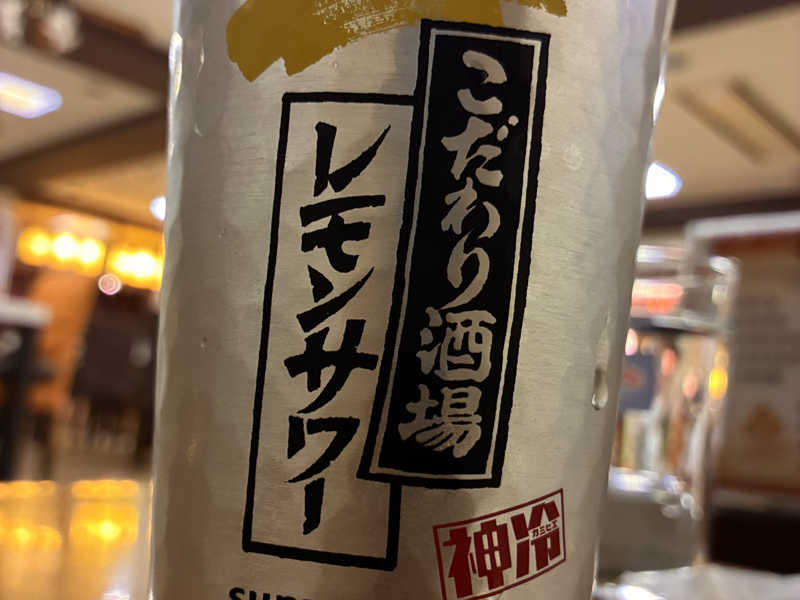 こだわり酒場
レモンサワー
神冷
カミヒエ